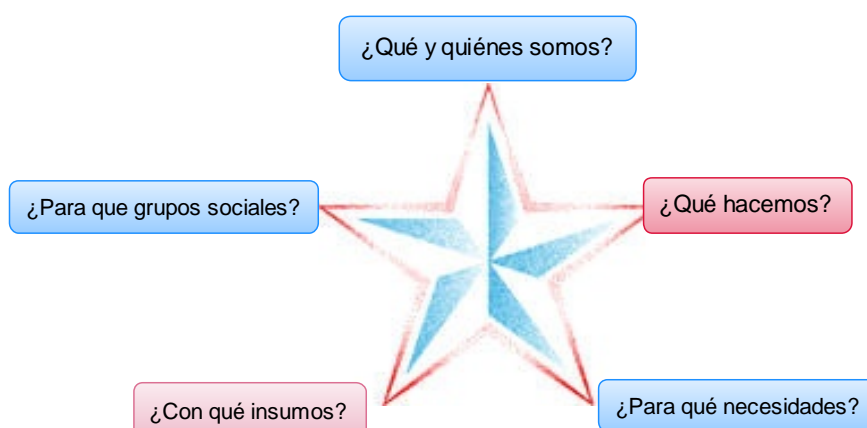 ¿Qué y quiénes somos?
¿Para que grupos sociales?
¿Qué hacemos?
¿Con qué insumos?
¿Para qué necesidades?